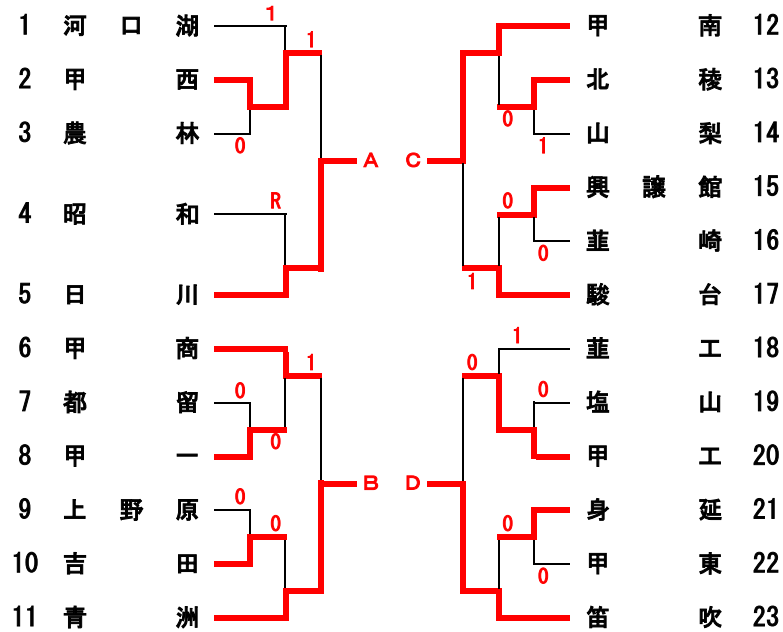 1 河口湖 1 甲南 12
1
2 甲西 北稜 13
0
3 農林 0 山梨 14
1
A C
4 昭和 R 興譲館 15
0
韮崎 16
0
5 日川 1 駿台 17
6 甲商 1 韮工 18
1 0
7 都留 0 塩山 19
0
8 甲一 0 甲工 20
B D
9 上野原 0 身延 21
0 0
10 吉田 甲東 22
0
11 青洲 笛吹 23